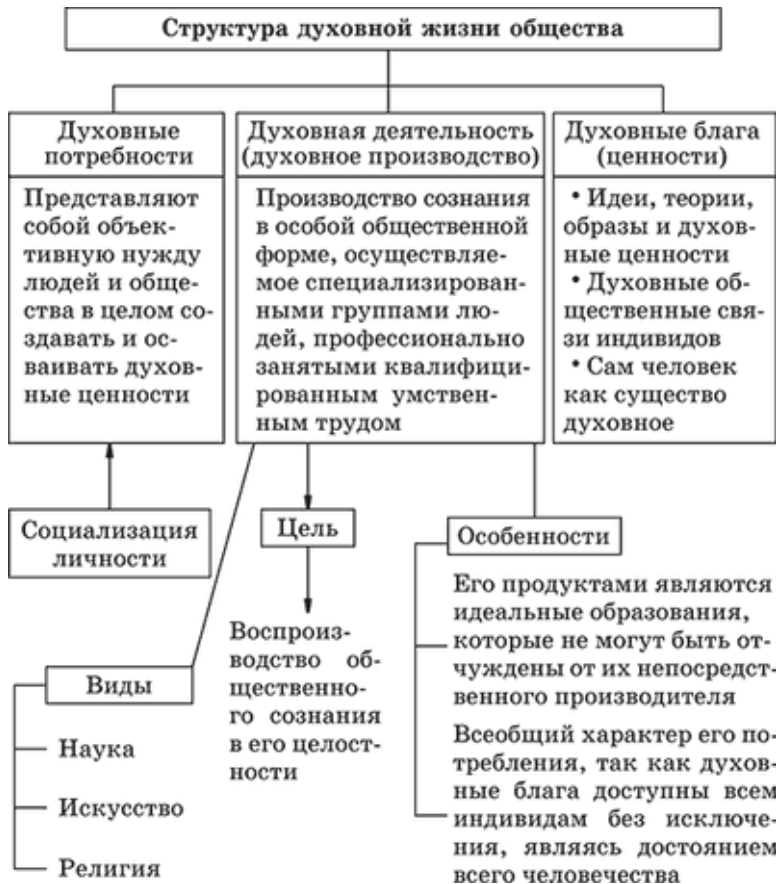 Структура духовной жизни общества
Духовные
потребности
Представляют
собой объек-
тивную нужду
людей и обще-
ства в целом со-
здавать и ос-
ваивать духов-
ные ценности
Социализация
личности
Духовная деятельность
(духовное производство)
Производство сознания
в особой общественной
форме, осуществляе-
мое специализирован-
ными группами лю-
дей, профессионально
занятыми квалифици-
рованным умствен-
ным трудом
Духовные блага
(ценности)
• Идеи, теории,
образы и духов-
ные ценности
• Духовные об-
щественные свя-
зи индивидов
• Сам человек
как существо
духовное
Виды
Наука
Искусство
Религия
Цель
Воспроиз-
водство об-
щественно-
го сознания
в его целост-
ности
Особенности
Его продуктами являются
идеальные образования,
которые не могут быть от-
чуждены от их непосредст-
венного производителя
Всеобщий характер его по-
требления, так как духов-
ные блага доступны всем
индивидам без исключе-
ния, являясь достоянием
всего человечества